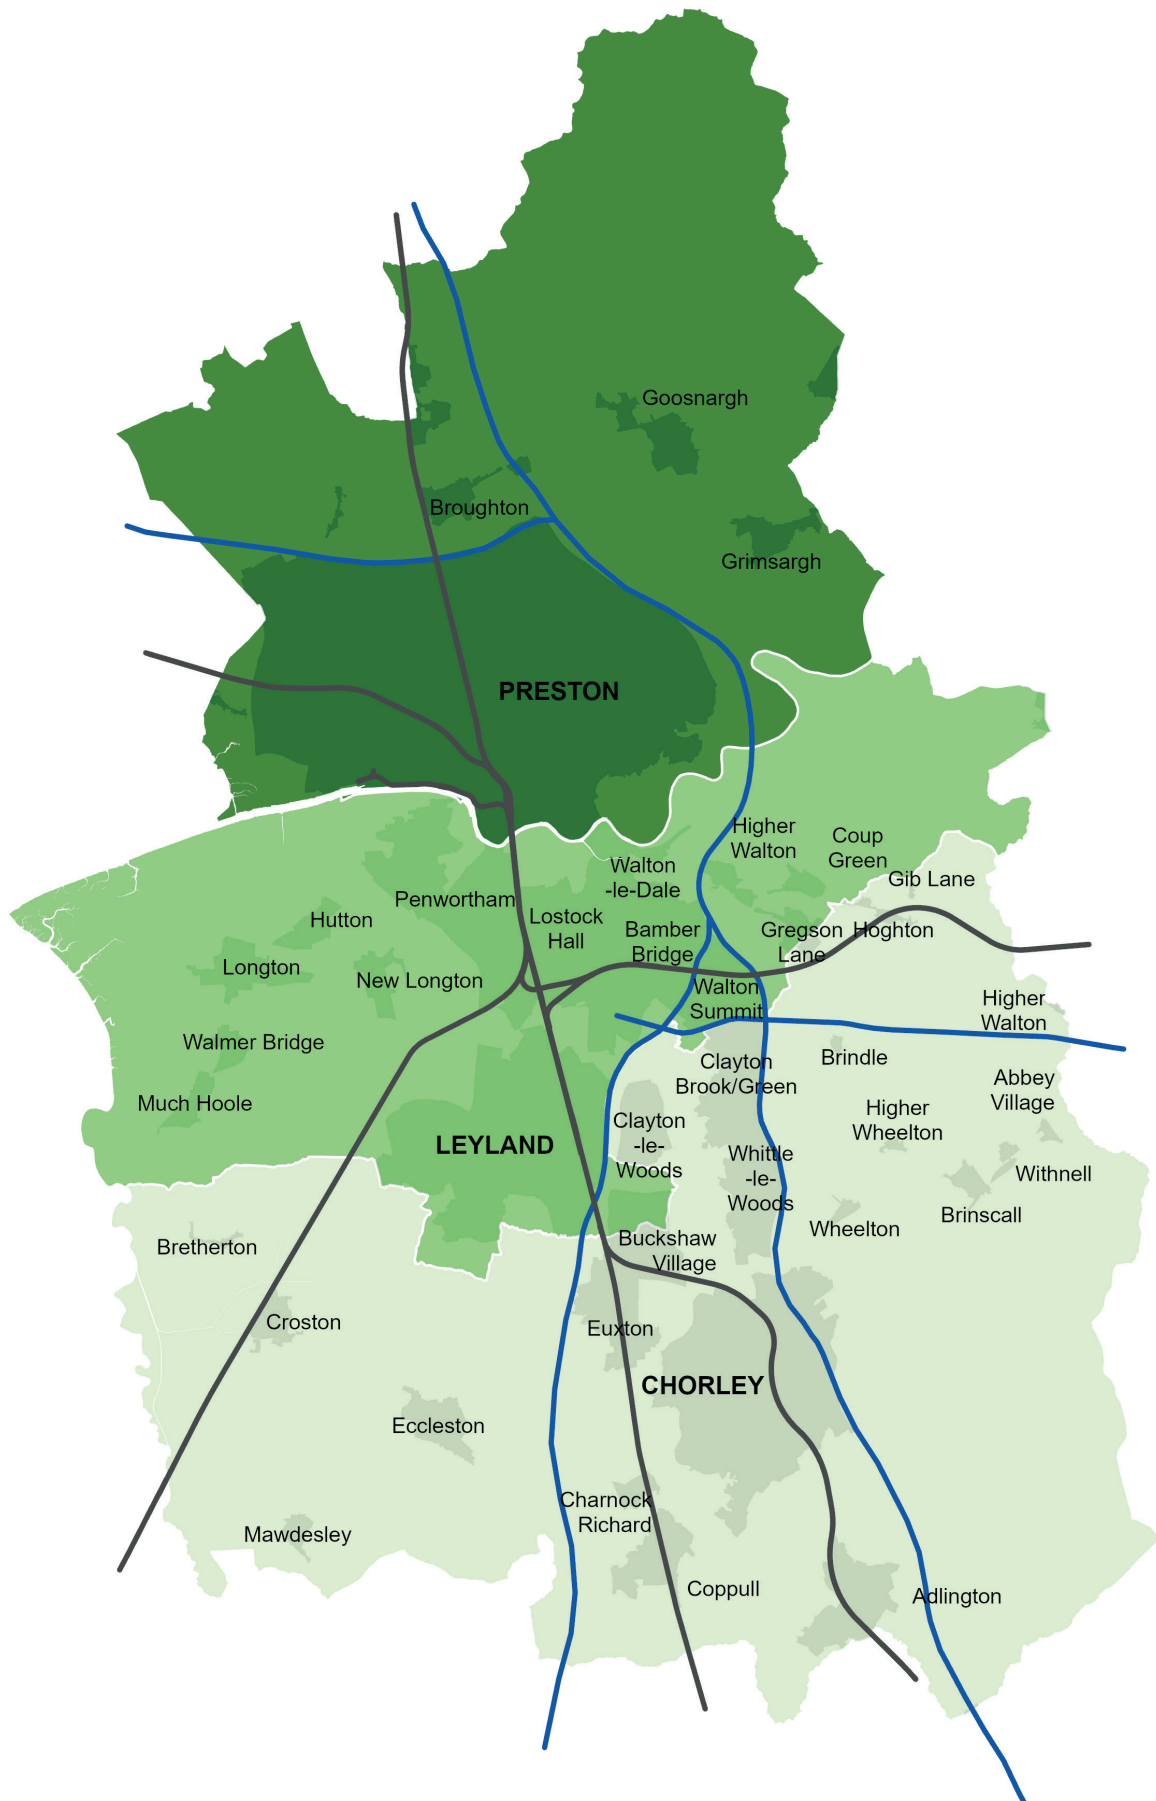 Goosnargh
Broughton
Grimsargh
PRESTON
Higher
Walton
Coup
Green
Walton
-le-Dale
Gib Lane
Penwortham
Lostock
Hall
Hutton
Bamber
Bridge
Gregson
Lane
Hoghton
Longton
New Longton
Walton
Summit
Higher
Walton
Walmer Bridge
Clayton
Brook/Green
Brindle
Much Hoole
Abbey
Village
Higher
Wheelton
LEYLAND
Clayton
-le-
Woods
Whittle
-le-
Woods
Withnell
Brinscall
Wheelton
Bretherton
Buckshaw
Village
Croston
Euxton
CHORLEY
Eccleston
Charnock
Richard
Mawdesley
Coppull
Adlington